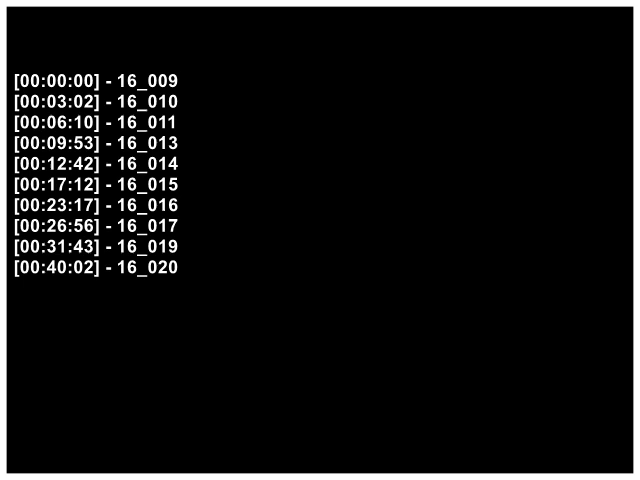 [00:00:00] - 16_009
[00:03:02] - 16_010
[00:06:10] - 16_011
[00:09:53] - 16_013
[00:12:42] - 16_014
[00:17:12] - 16_015
[00:23:17] - 16_016
[00:26:56] - 16_017
[00:31:43] - 16_019
[00:40:02] - 16_020